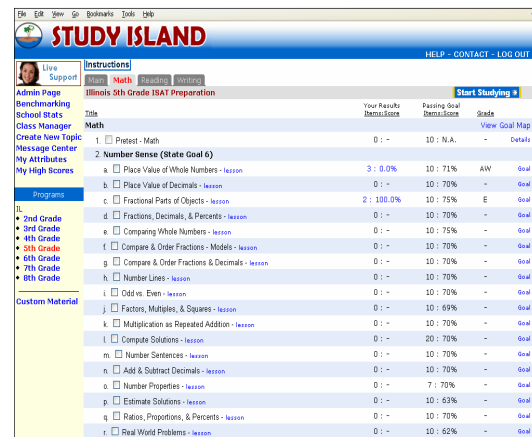 File Edit View Go Bookmarks Tools Help
STUDY ISLAND
HELP - CONTACT - LOG OUT
Live Support
Admin Page
Benchmarking
School Stats
Class Manager
Create New Topic
Message Center
My Attributes
My High Scores
Programs
IL
2nd Grade
3rd Grade
4th Grade
5th Grade
6th Grade
7th Grade
8th Grade
Custom Material
Instructions
Main Math Reading Writing
Illinois 5th Grade ISAT Preparation Start Studying
Title Your Results Items:Score Passing Goal Items:Score Grade
Math View Goal Map
1. Pretest - Math 0 : - 10 : N.A. - Details
2. Number Sense (State Goal 6)
a. Place Value of Whole Numbers - lesson 3 : 0.0% 10 : 71% AW Goal
b. Place Value of Decimals - lesson 0 : - 10 : 70% - Goal
c. Fractional Parts of Objects - lesson 2 : 100.0% 10 : 75% E Goal
d. Fractions, Decimals, & Percents - lesson 0 : - 10 : 70% - Goal
e. Comparing Whole Numbers - lesson 0 : - 10 : 75% - Goal
f. Compare & Order Fractions - Models - lesson 0 : - 10 : 70% - Goal
g. Compare & Order Fractions & Decimals - lesson 0 : - 10 : 70% - Goal
h. Number Lines - lesson 0 : - 10 : 70% - Goal
i. Odd vs. Even - lesson 0 : - 10 : 70% - Goal
j. Factors, Multiples, & Squares - lesson 0 : - 10 : 69% - Goal
k. Multiplication as Repeated Addition - lesson 0 : - 10 : 70% - Goal
l. Compute Solutions - lesson 0 : - 20 : 70% - Goal
m. Number Sentences - lesson 0 : - 10 : 70% - Goal
n. Add & Subtract Decimals - lesson 0 : - 10 : 70% - Goal
o. Number Properties - lesson 0 : - 7 : 70% - Goal
p. Estimate Solutions - lesson 0 : - 10 : 63% - Goal
q. Ratios, Proportions, & Percents - lesson 0 : - 10 : 70% - Goal
r. Real World Problems - lesson 0 : - 10 : 62% - Goal